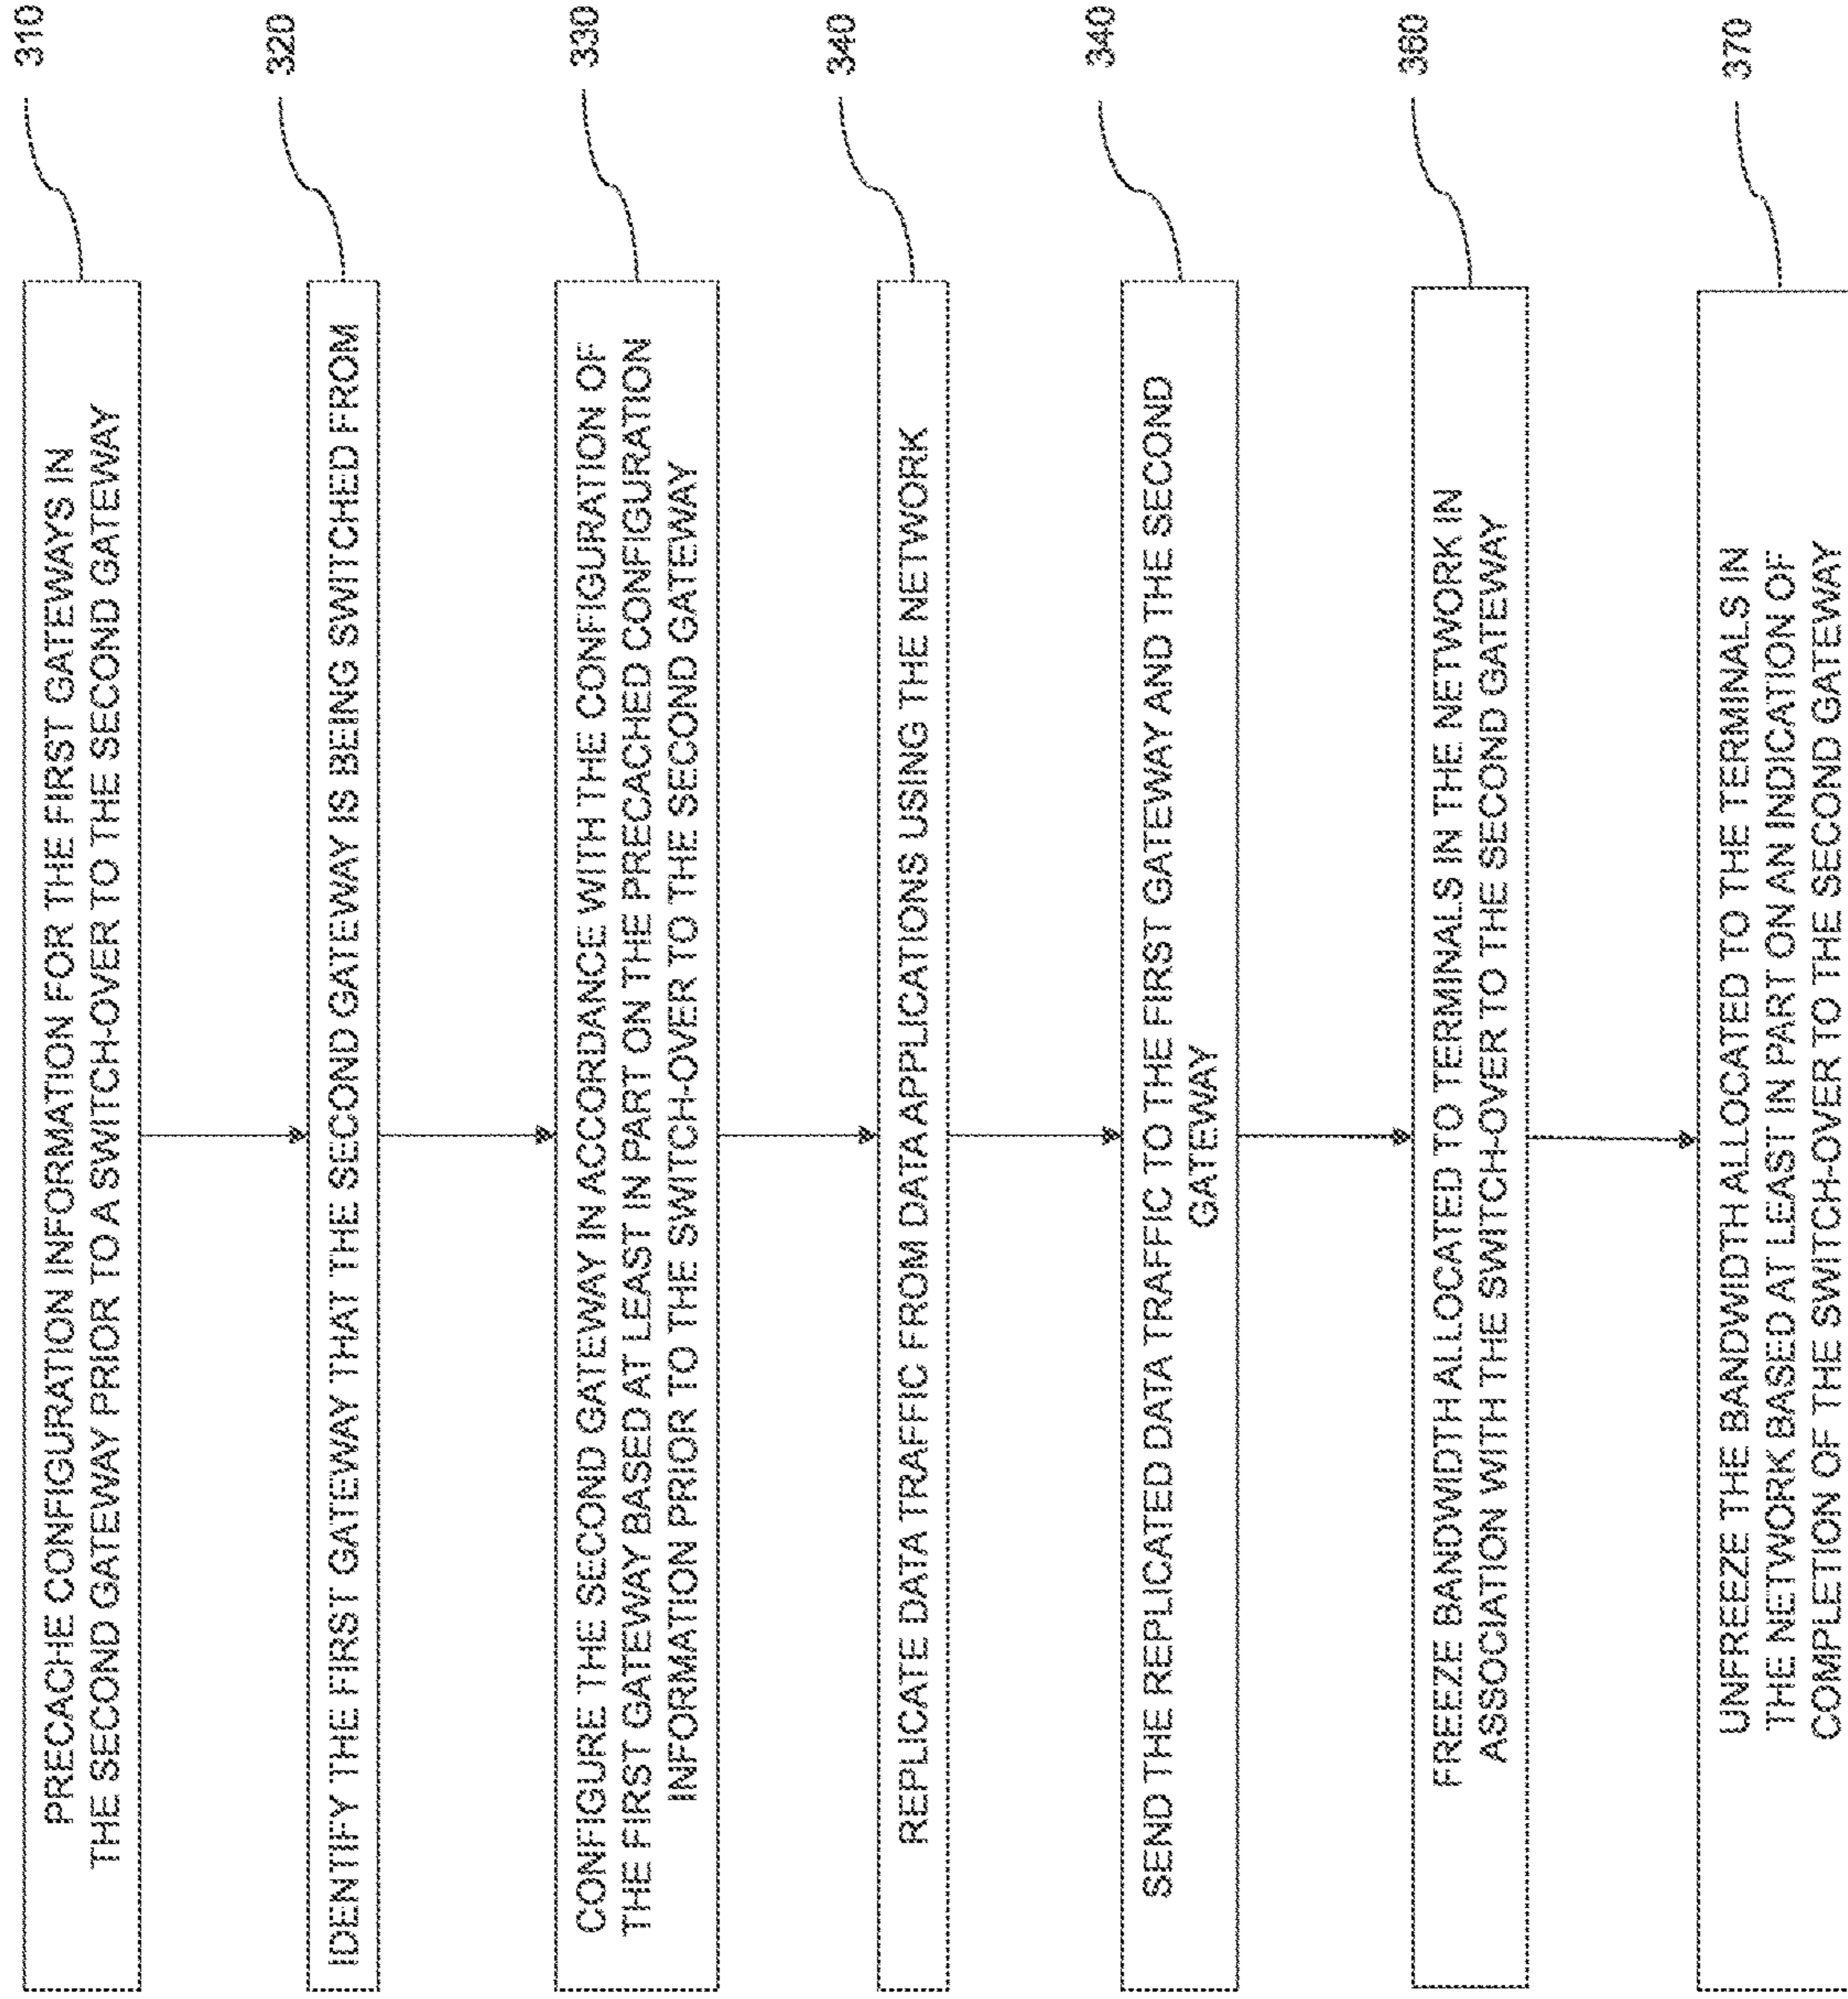 310
PRECACHE CONFIGURATION INFORMATION FOR THE FIRST GATEWAYS IN
THE SECOND GATEWAY PRIOR TO A SWITCH-OVER TO THE SECOND GATEWAY
320
IDENTIFY THE FIRST GATEWAY THAT THE SECOND GATEWAY IS BEING SWITCHED FROM
330
CONFIGURE THE SECOND GATEWAY IN ACCORDANCE WITH THE CONFIGURATION OF
THE FIRST GATEWAY BASED AT LEAST IN PART ON THE PRECACHED CONFIGURATION
INFORMATION PRIOR TO THE SWITCH-OVER TO THE SECOND GATEWAY
340
REPLICATE DATA TRAFFIC FROM DATA APPLICATIONS USING THE NETWORK
340
SEND THE REPLICATED DATA TRAFFIC TO THE FIRST GATEWAY AND THE SECOND
GATEWAY
360
FREEZE BANDWIDTH ALLOCATED TO TERMINALS IN THE NETWORK IN
ASSOCIATION WITH THE SWITCH-OVER TO THE SECOND GATEWAY
370
UNFREEZE THE BANDWIDTH ALLOCATED TO THE TERMINALS IN
THE NETWORK BASED AT LEAST IN PART ON AN INDICATION OF
COMPLETION OF THE SWITCH-OVER TO THE SECOND GATEWAY